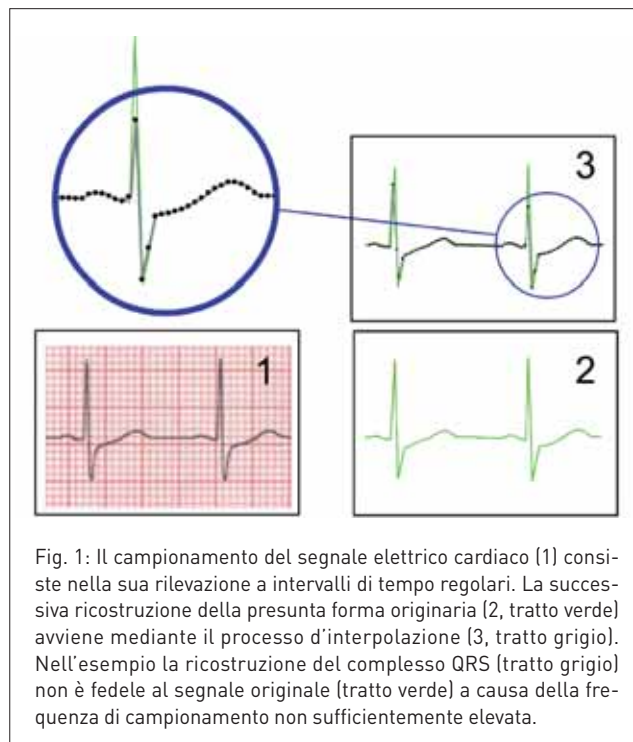 3
1
2
Fig. 1: Il campionamento del segnale elettrico cardiaco (1) consi-
ste nella sua rilevazione a intervalli di tempo regolari. La succes-
siva ricostruzione della presunta forma originaria (2, tratto verde)
avviene mediante il processo d'interpolazione (3, tratto grigio).
Nell'esempio la ricostruzione del complesso QRS (tratto grigio)
non è fedele al segnale originale (tratto verde) a causa della fre-
quenza di campionamento non sufficientemente elevata.